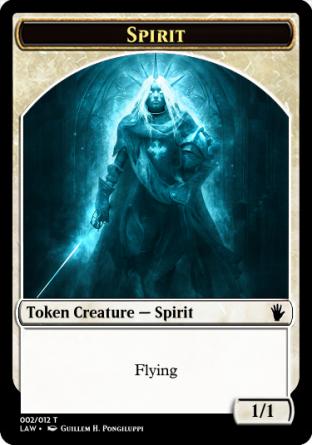 Spirit
Token Creature — Spirit
Flying
1/1
002/012 T
LAW • Guillem H. Pongiluppi